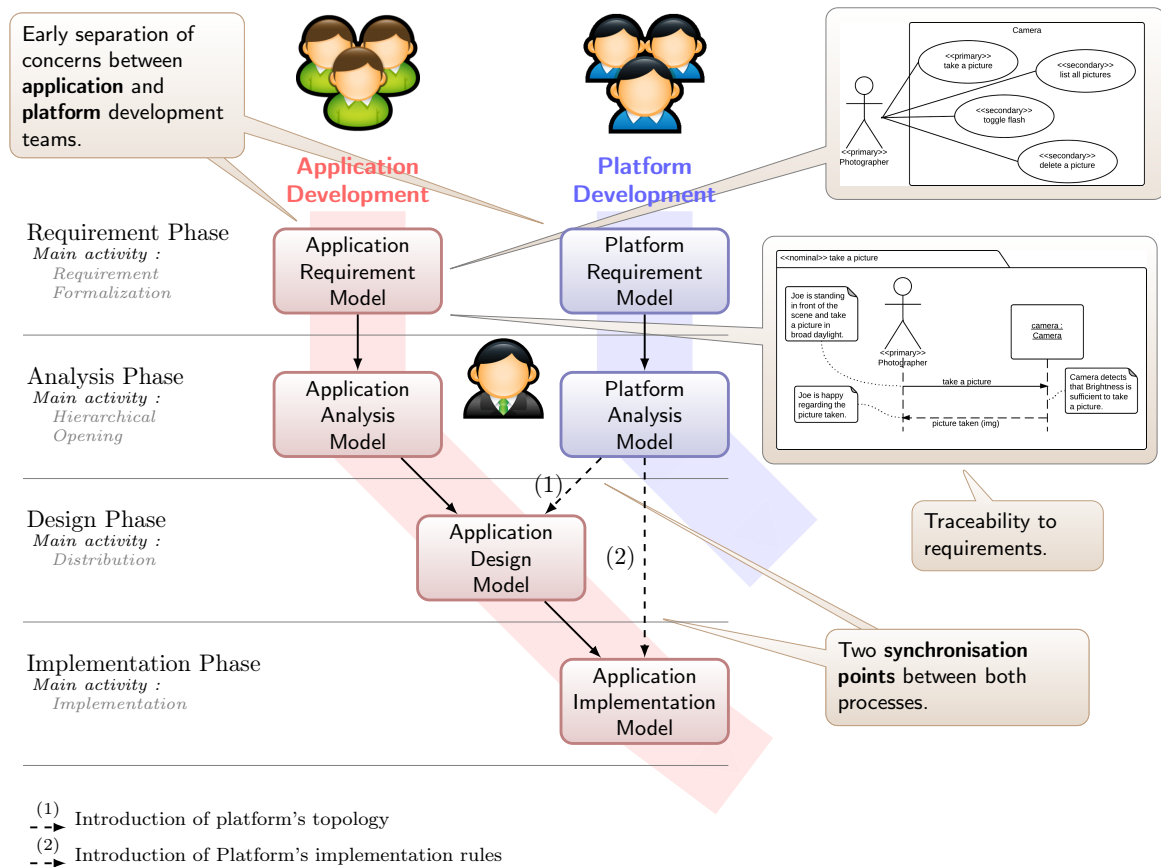 Early separation of
concerns between
application and
platform development
teams.
Application
Development
Platform
Development
Camera
<<primary>>
take a picture
<<secondary>>
list all pictures
<<secondary>>
toggle flash
<<secondary>>
delete a picture
<<primary>>
Photographer
Requirement Phase
Main activity :
Requirement
Formalization
Application
Requirement
Model
Platform
Requirement
Model
<<nominal>> take a picture
Joe is standing
in front of the
scene and take
a picture in
broad daylight.
<<primary>>
Photographer
camera :
Camera
take a picture
Camera detects
that Brightness is
sufficient to take
a picture.
Joe is happy
regarding the
picture taken.
picture taken (img)
Analysis Phase
Main activity :
Hierarchical
Opening
Application
Analysis
Model
Platform
Analysis
Model
(1)
Traceability to
requirements.
Design Phase
Main activity :
Distribution
Application
Design
Model
(2)
Two synchronisation
points between both
processes.
Implementation Phase
Main activity :
Implementation
Application
Implementation
Model
(1) Introduction of platform's topology
(2) Introduction of Platform's implementation rules